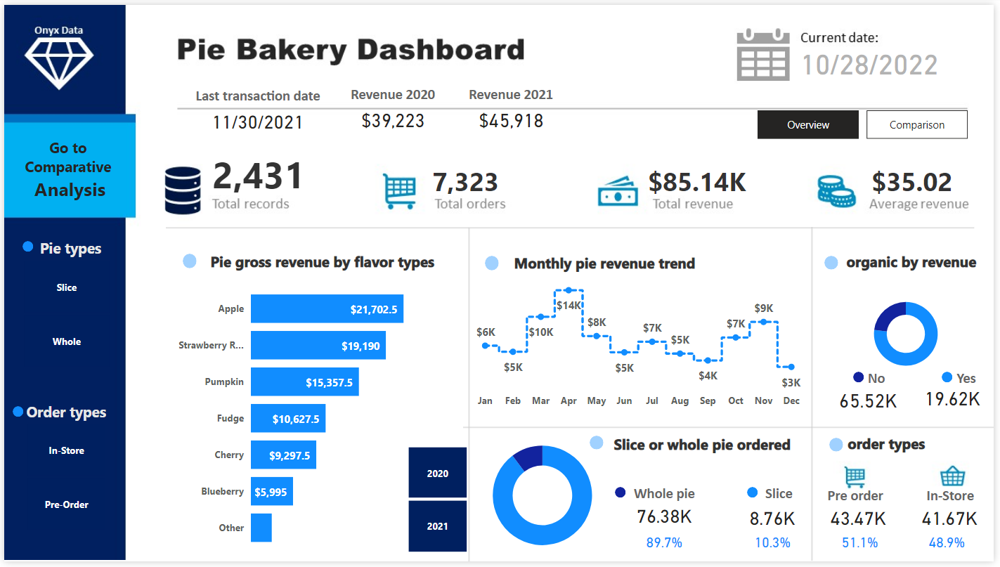 Onyx Data
Pie Bakery Dashboard
Current date:
10/28/2022
Last transaction date
Revenue 2020
Revenue 2021
11/30/2021
$39,223
$45,918
Overview
Comparison
Go to
Comparative
Analysis
2,431
Total records
7,323
Total orders
$85.14K
Total revenue
$35.02
Average revenue
Pie types
Slice
Whole
Order types
In-Store
Pre-Order
Pie gross revenue by flavor types
Apple
$21,702.5
Strawberry R...
$19,190
Pumpkin
$15,357.5
Fudge
$10,627.5
Cherry
$9,297.5
Blueberry
$5,995
Other
2020
2021
Monthly pie revenue trend
$6K
$5K
$10K
$14K
$8K
$5K
$7K
$5K
$4K
$7K
$9K
$3K
Jan Feb Mar Apr May Jun Jul Aug Sep Oct Nov Dec
organic by revenue
No
Yes
65.52K
19.62K
Slice or whole pie ordered
Whole pie
Slice
76.38K
8.76K
89.7%
10.3%
order types
Pre order
In-Store
43.47K
41.67K
51.1%
48.9%